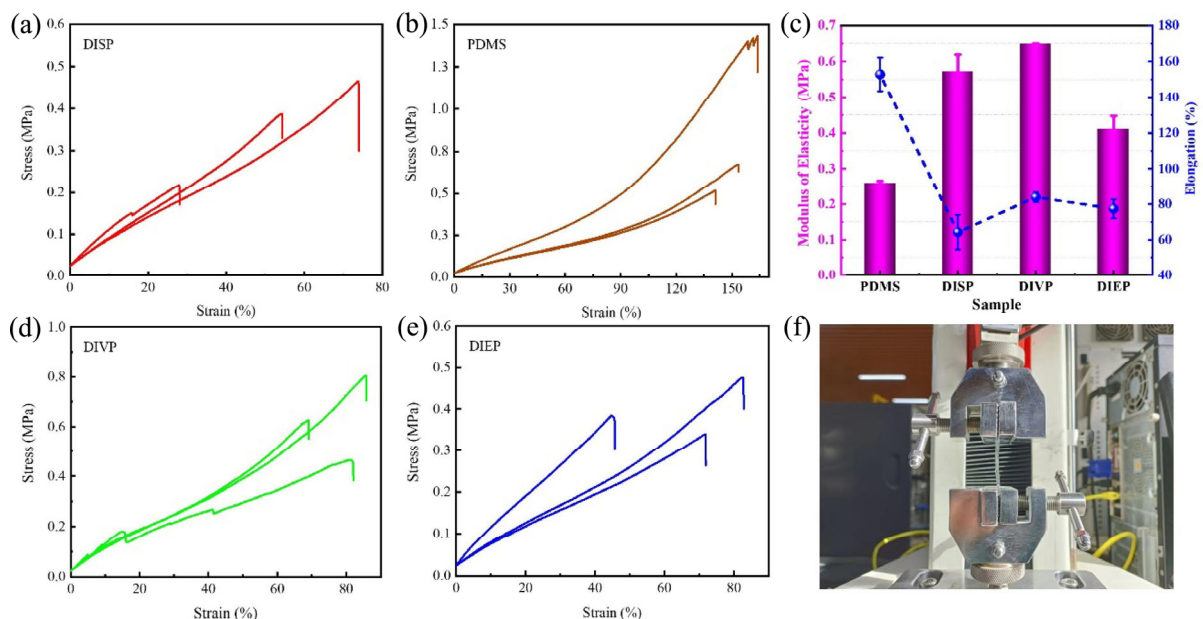 (a)
DISP
0.6
0.5
0.4
0.3
0.2
0.1
0.0
Stress (MPa)
0 20 40 60 80
Strain (%)
(b)
PDMS
1.5
1.3
1.0
0.8
0.5
0.3
0.0
Stress (MPa)
0 30 60 90 120 150
Strain (%)
(c)
0.7
0.6
0.5
0.4
0.3
0.2
0.1
0.0
Modulus of Elasticity (MPa)
180
160
140
120
100
80
60
40
Elongation (%)
PDMS DISP DIVP DIEP
Sample
(d)
DIVP
1.0
0.8
0.6
0.4
0.2
0.0
Stress (MPa)
0 20 40 60 80
Strain (%)
(e)
DIEP
0.6
0.5
0.4
0.3
0.1
0.0
Stress (MPa)
0 20 40 60 80
Strain (%)
(f)